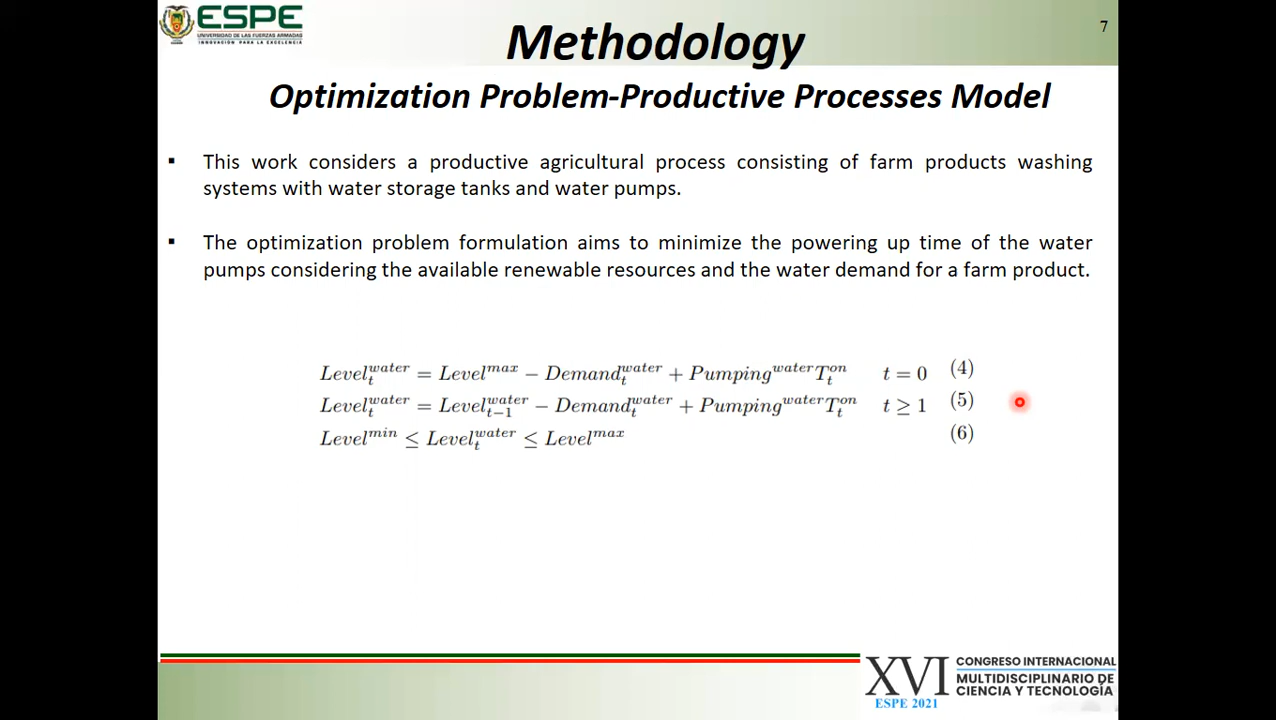 ESPE
UNIVERSIDAD DE LAS FUERZAS ARMADAS
INNOVACIÓN PARA LA EXCELENCIA
7
Methodology
Optimization Problem-Productive Processes Model
▪ This work considers a productive agricultural process consisting of farm products washing
systems with water storage tanks and water pumps.
▪ The optimization problem formulation aims to minimize the powering up time of the water
pumps considering the available renewable resources and the water demand for a farm product.
$Level_t^{water} = Level^{max} - Demand_t^{water} + Pumping^{water} T_t^{on}$ $t = 0$ (4)
$Level_t^{water} = Level_{t-1}^{water} - Demand_t^{water} + Pumping^{water} T_t^{on}$ $t \geq 1$ (5)
$Level^{min} \leq Level_t^{water} \leq Level^{max}$ (6)
XVI
ESPE 2021
CONGRESO INTERNACIONAL
MULTIDISCIPLINARIO DE
CIENCIA Y TECNOLOGÍA